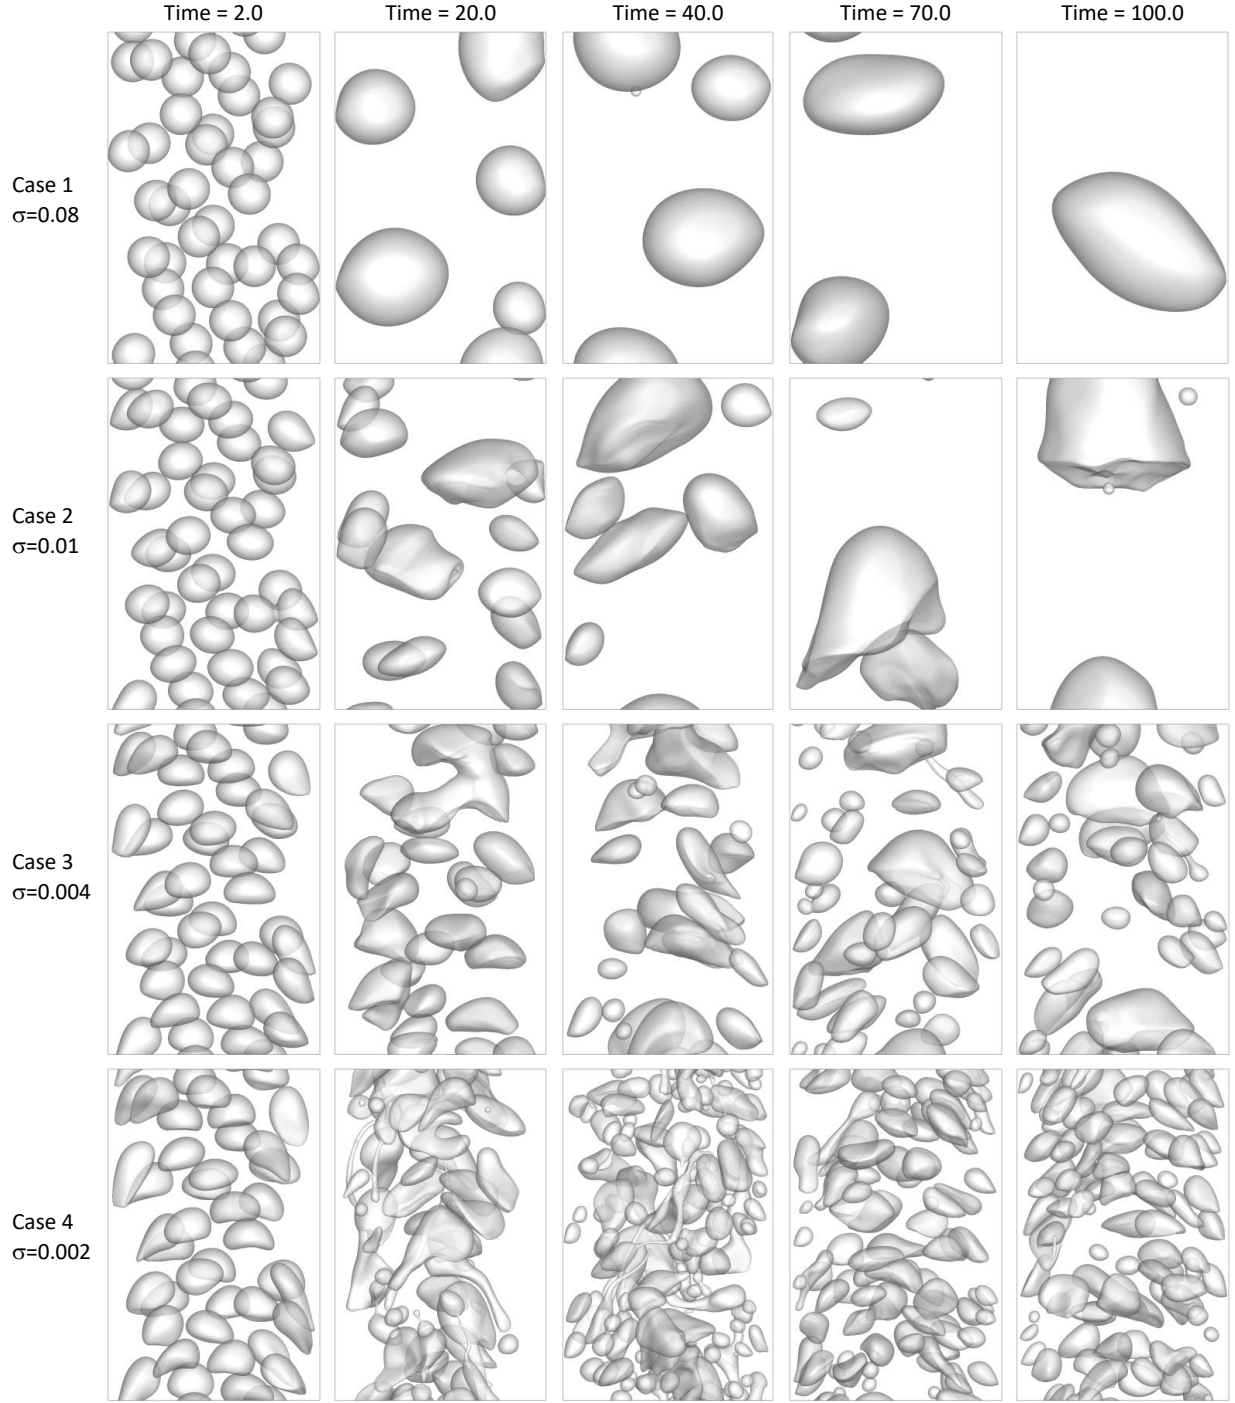 Time = 2.0 Time = 20.0 Time = 40.0 Time = 70.0 Time = 100.0
Case 1
σ=0.08
Case 2
σ=0.01
Case 3
σ=0.004
Case 4
σ=0.002